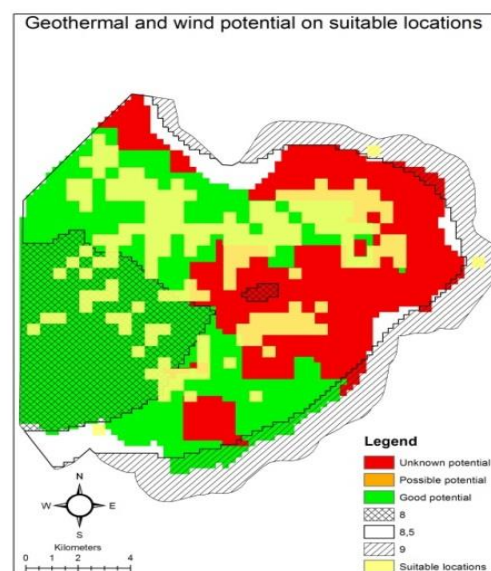 Geothermal and wind potential on suitable locations
Legend
Unknown potential
Possible potential
Good potential
8
8,5
9
Suitable locations
N
W E
S
Kilometers
0 1 2 4